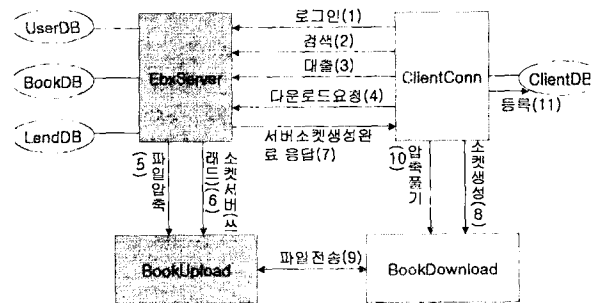 UserDB
BookDB
LendDB
EbxServer
로그인(1)
검색(2)
대출(3)
다운로드요청(4)
서버소켓생성완
료 응답(7)
ClientConn
ClientDB
등록(11)
파일압축
(5)
소켓서버(쓰
래드)(6)
압축풀기
(10)
소켓생성(8)
BookUpload
파일전송(9)
BookDownload